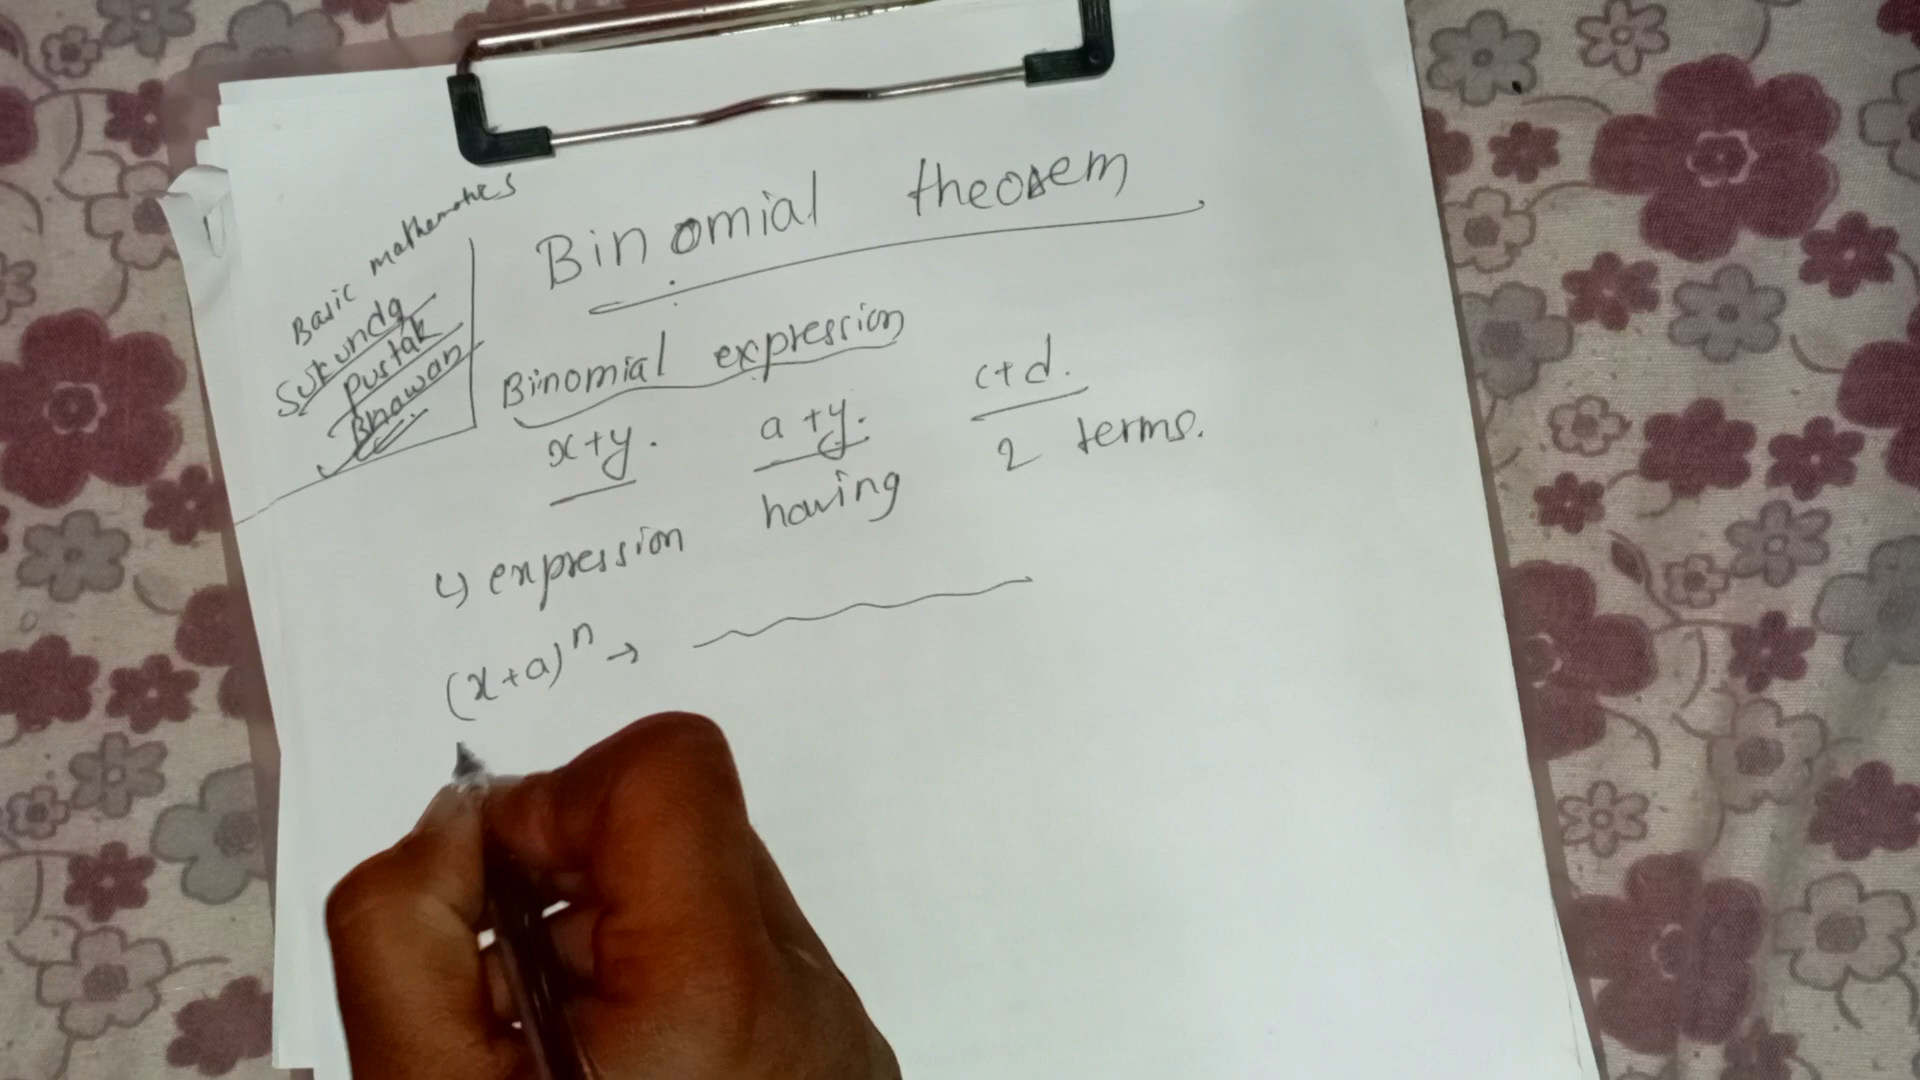 Basic mathematics
Sukunda
Pustak
Bhawan
Binomial theorem
Binomial expression
x+y. a+y. c+d.
↳ expression having 2 terms.
(x+a)ⁿ →